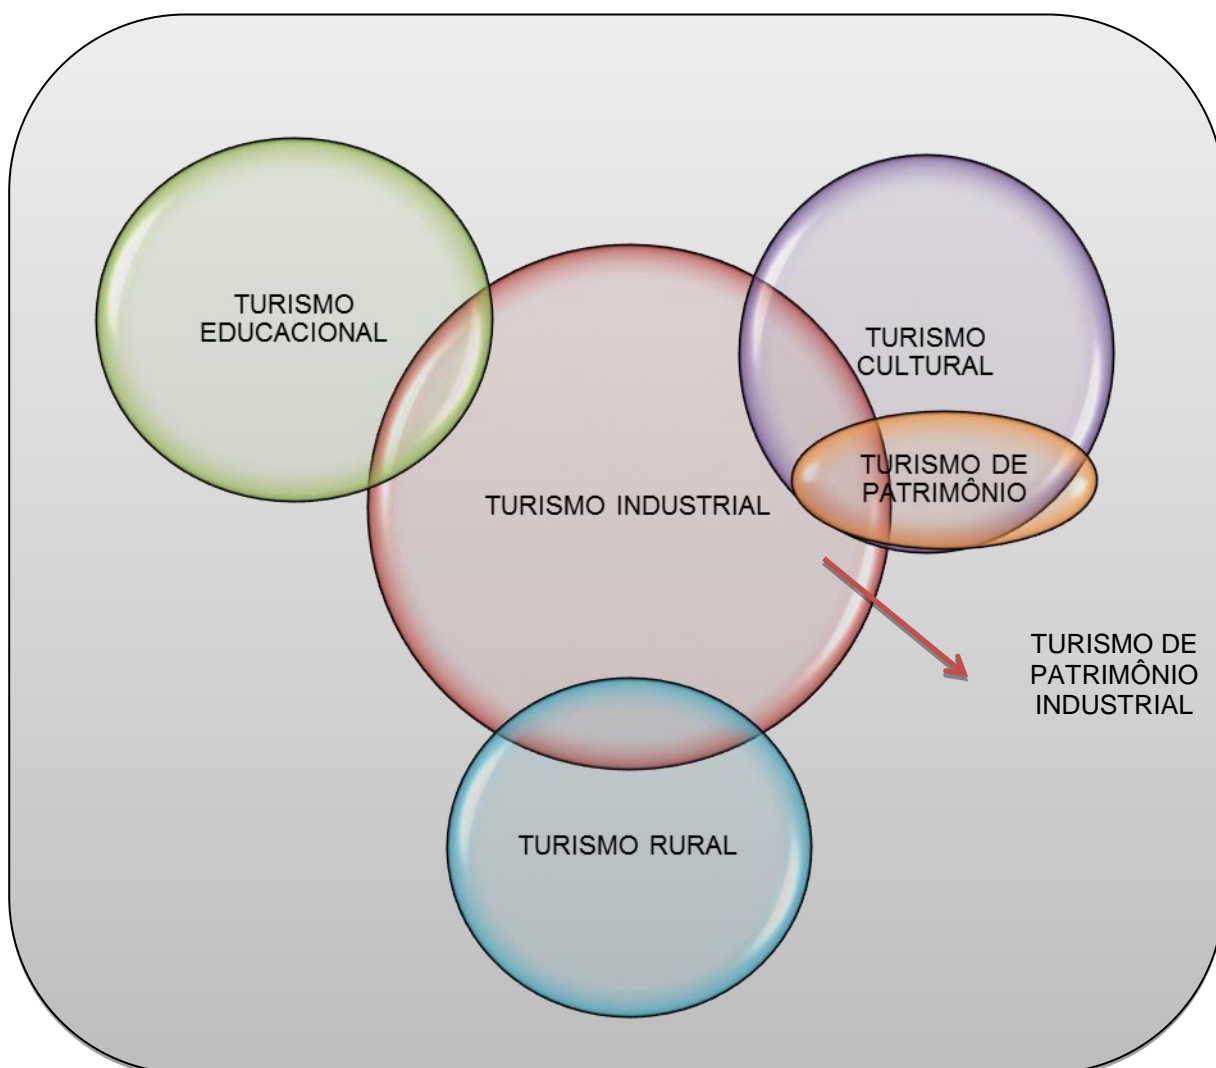 TURISMO
EDUCACIONAL
TURISMO
CULTURAL
TURISMO DE
PATRIMÔNIO
TURISMO INDUSTRIAL
TURISMO DE
PATRIMÔNIO
INDUSTRIAL
TURISMO RURAL